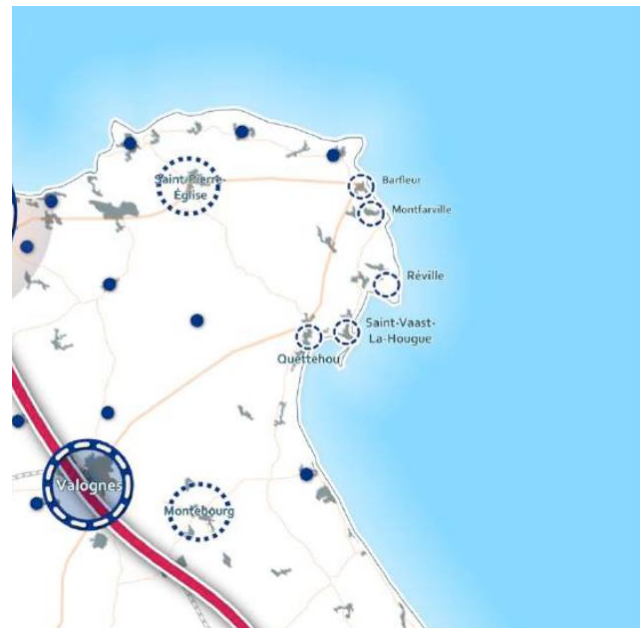 Saint-Pierre-
Église
Barfleur
Montfarville
Réville
Saint-Vaast-
La-Hougue
Quettehou
Valognes
Montebourg